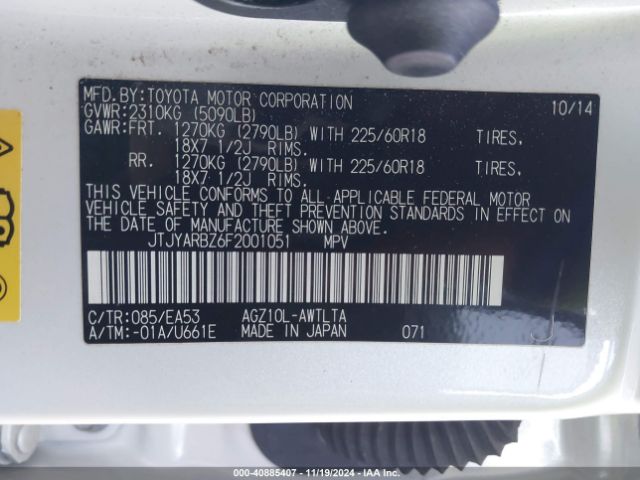 MFD.BY:TOYOTA MOTOR CORPORATION 10/14
GVWR:2310KG (5090LB)
GAWR:FRT. 1270KG (2790LB) WITH 225/60R18 TIRES,
18X7 1/2J RIMS.
RR. 1270KG (2790LB) WITH 225/60R18 TIRES,
18X7 1/2J RIMS.
THIS VEHICLE CONFORMS TO ALL APPLICABLE FEDERAL MOTOR
VEHICLE SAFETY AND THEFT PREVENTION STANDARDS IN EFFECT ON
THE DATE OF MANUFACTURE SHOWN ABOVE.
JTJYARBZ6F2001051 MPV
C/TR:085/EA53 AGZ10L-AWTLTA
A/TM:-01A/U661E MADE IN JAPAN 071 J
000-40885407 - 11/19/2024 - IAA Inc.